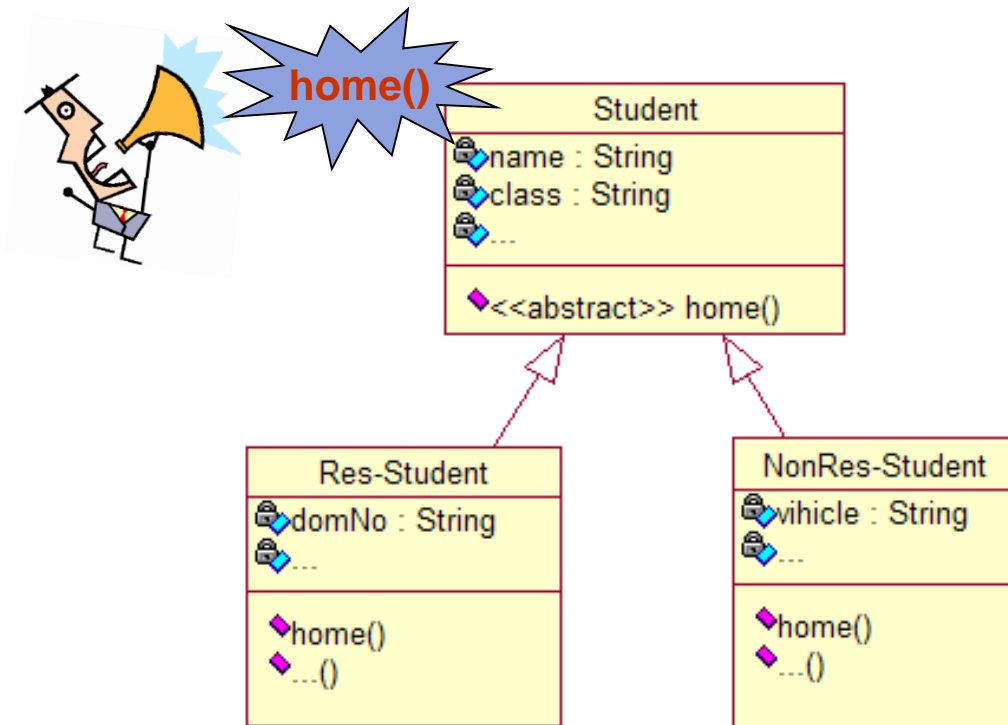 home()
Student
name : String
class : String
...
<<abstract>> home()
Res-Student
domNo : String
...
home()
...()
NonRes-Student
vihicle : String
...
home()
...()